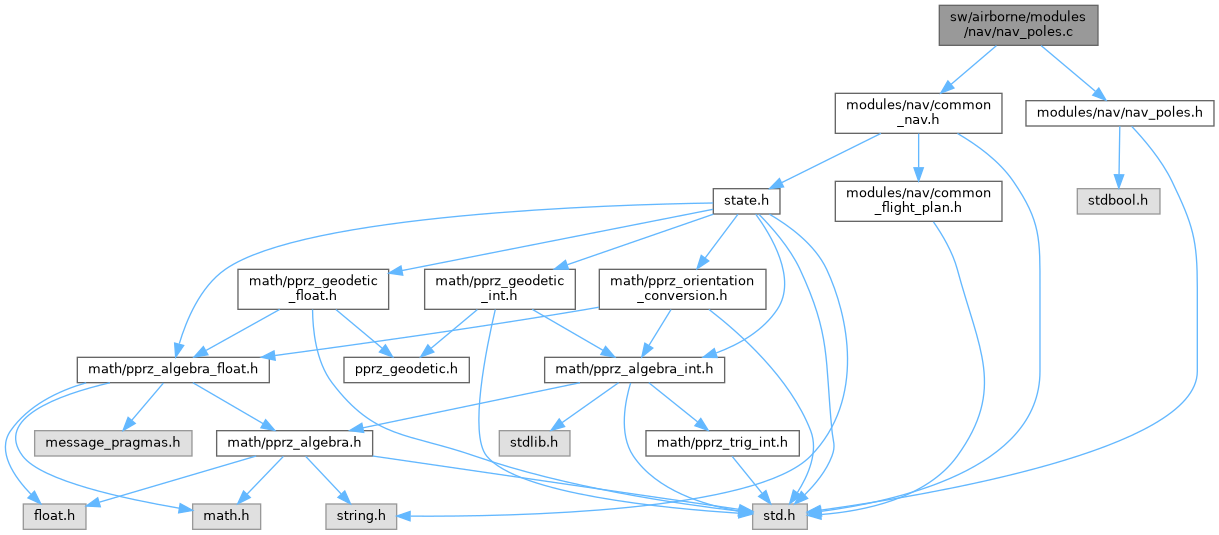 sw/airborne/modules
/nav/nav_poles.c
modules/nav/common
_nav.h
modules/nav/nav_poles.h
state.h
modules/nav/common
_flight_plan.h
stdbool.h
math/pprz_geodetic
_float.h
math/pprz_geodetic
_int.h
math/pprz_orientation
_conversion.h
math/pprz_algebra_float.h
pprz_geodetic.h
math/pprz_algebra_int.h
message_pragmas.h
math/pprz_algebra.h
stdlib.h
math/pprz_trig_int.h
float.h
math.h
string.h
std.h